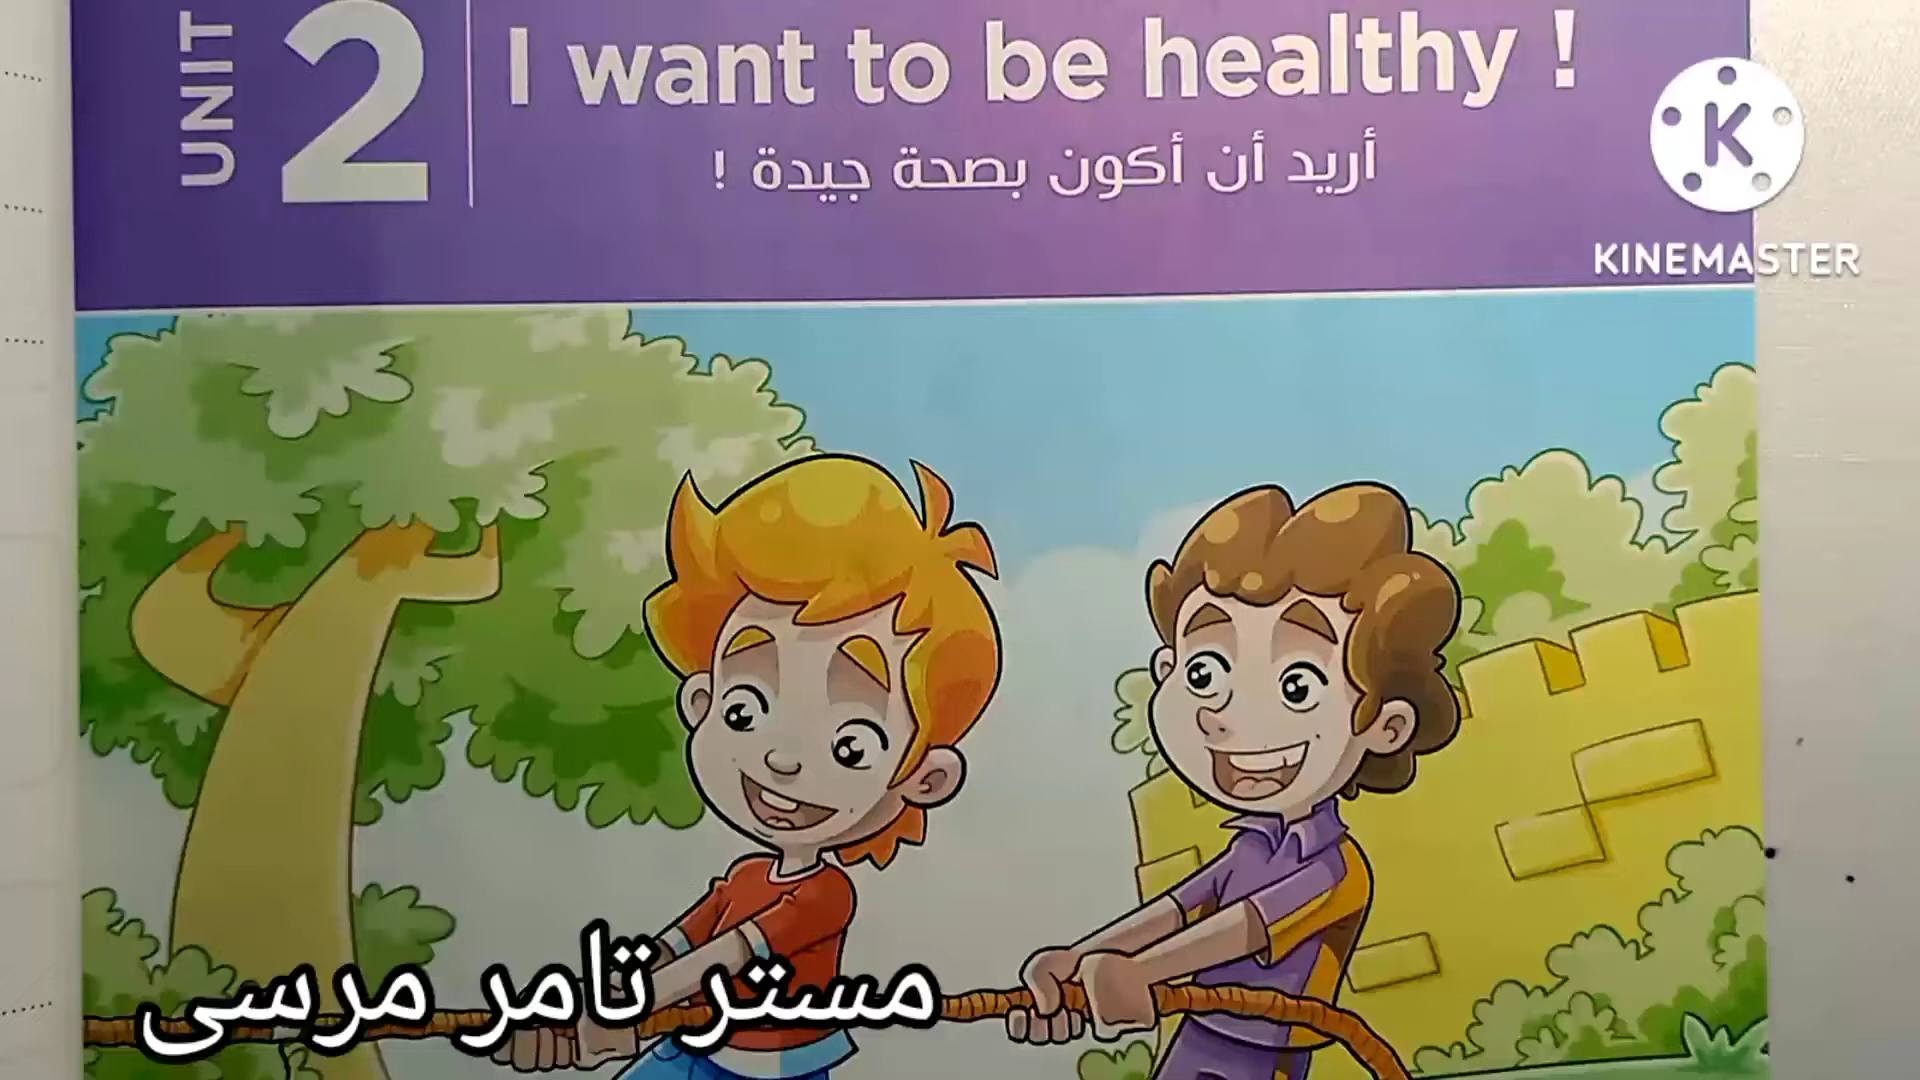 UNIT 2
I want to be healthy !
أريد أن أكون بصحة جيدة !
K
KINEMASTER
مستر تامر مرسى